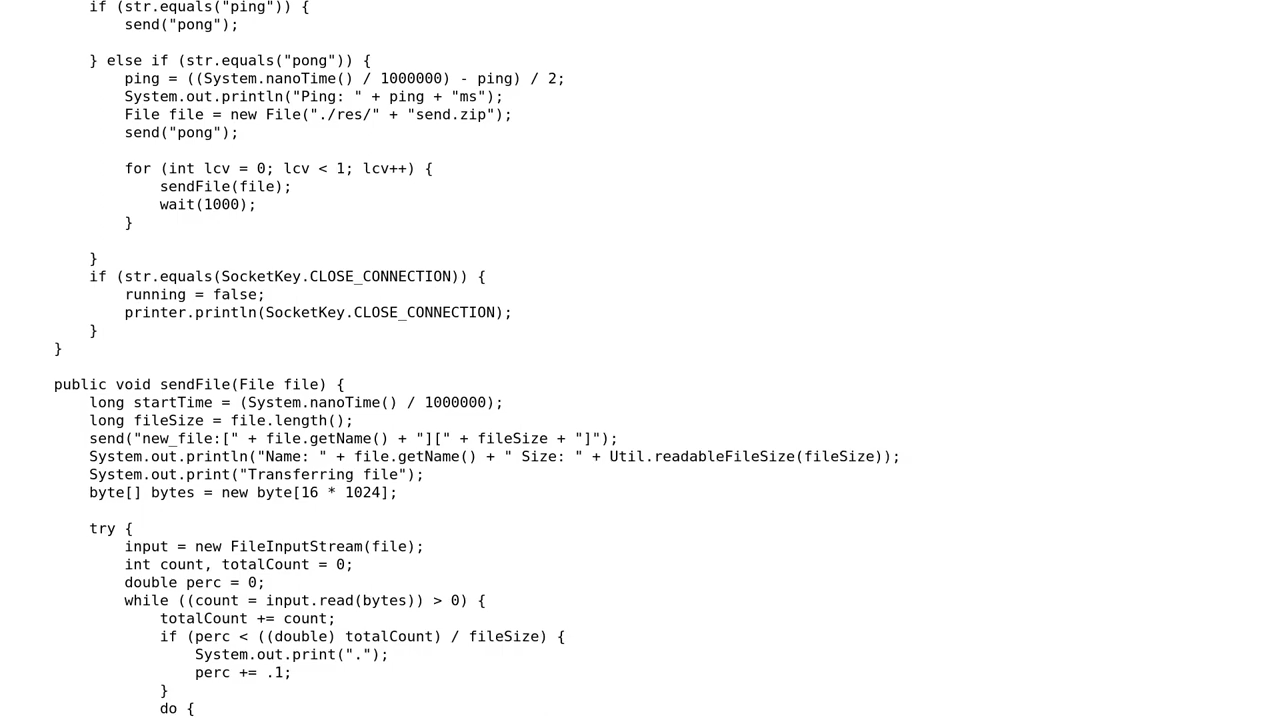 if (str.equals("ping")) {
send("pong");
} else if (str.equals("pong")) {
ping = ((System.nanoTime() / 1000000) - ping) / 2;
System.out.println("Ping: " + ping + "ms");
File file = new File("./res/" + "send.zip");
send("pong");
for (int lcv = 0; lcv < 1; lcv++) {
sendFile(file);
wait(1000);
}
}
if (str.equals(SocketKey.CLOSE_CONNECTION)) {
running = false;
printer.println(SocketKey.CLOSE_CONNECTION);
}
}
public void sendFile(File file) {
long startTime = (System.nanoTime() / 1000000);
long fileSize = file.length();
send("new_file:[" + file.getName() + "][" + fileSize + "]");
System.out.println("Name: " + file.getName() + " Size: " + Util.readableFileSize(fileSize));
System.out.print("Transferring file");
byte[] bytes = new byte[16 * 1024];
try {
input = new FileInputStream(file);
int count, totalCount = 0;
double perc = 0;
while ((count = input.read(bytes)) > 0) {
totalCount += count;
if (perc < ((double) totalCount) / fileSize) {
System.out.print(".");
perc += .1;
}
do {